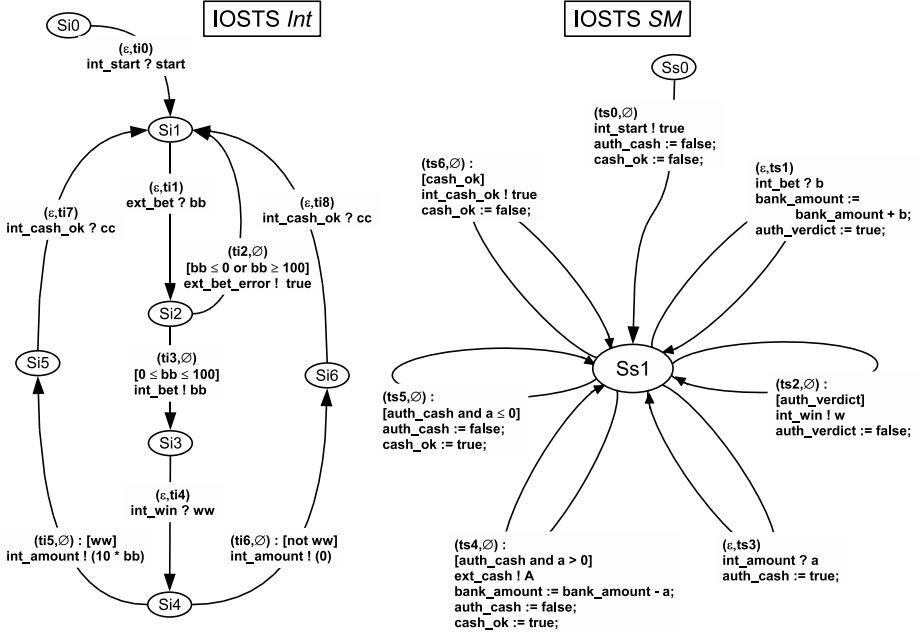 IOSTS Int
IOSTS SM
Si0
(ε,ti0)
int_start ? start
Si1
(ε,ti1)
ext_bet ? bb
(ε,ti7)
int_cash_ok ? cc
(ε,ti8)
int_cash_ok ? cc
(ti2,∅)
[bb ≤ 0 or bb ≥ 100]
ext_bet_error ! true
Si2
(ti3,∅)
[0 ≤ bb ≤ 100]
int_bet ! bb
Si5
Si6
Si3
(ε,ti4)
int_win ? ww
(ti5,∅) : [ww]
int_amount ! (10 * bb)
(ti6,∅) : [not ww]
int_amount ! (0)
Si4
Ss0
(ts0,∅)
int_start ! true
auth_cash := false;
cash_ok := false;
(ts6,∅) :
[cash_ok]
int_cash_ok ! true
cash_ok := false;
(ε,ts1)
int_bet ? b
bank_amount :=
bank_amount + b;
auth_verdict := true;
Ss1
(ts5,∅) :
[auth_cash and a ≤ 0]
auth_cash := false;
cash_ok := true;
(ts2,∅) :
[auth_verdict]
int_win ! w
auth_verdict := false;
(ts4,∅) :
[auth_cash and a > 0]
ext_cash ! A
bank_amount := bank_amount - a;
auth_cash := false;
cash_ok := true;
(ε,ts3)
int_amount ? a
auth_cash := true;